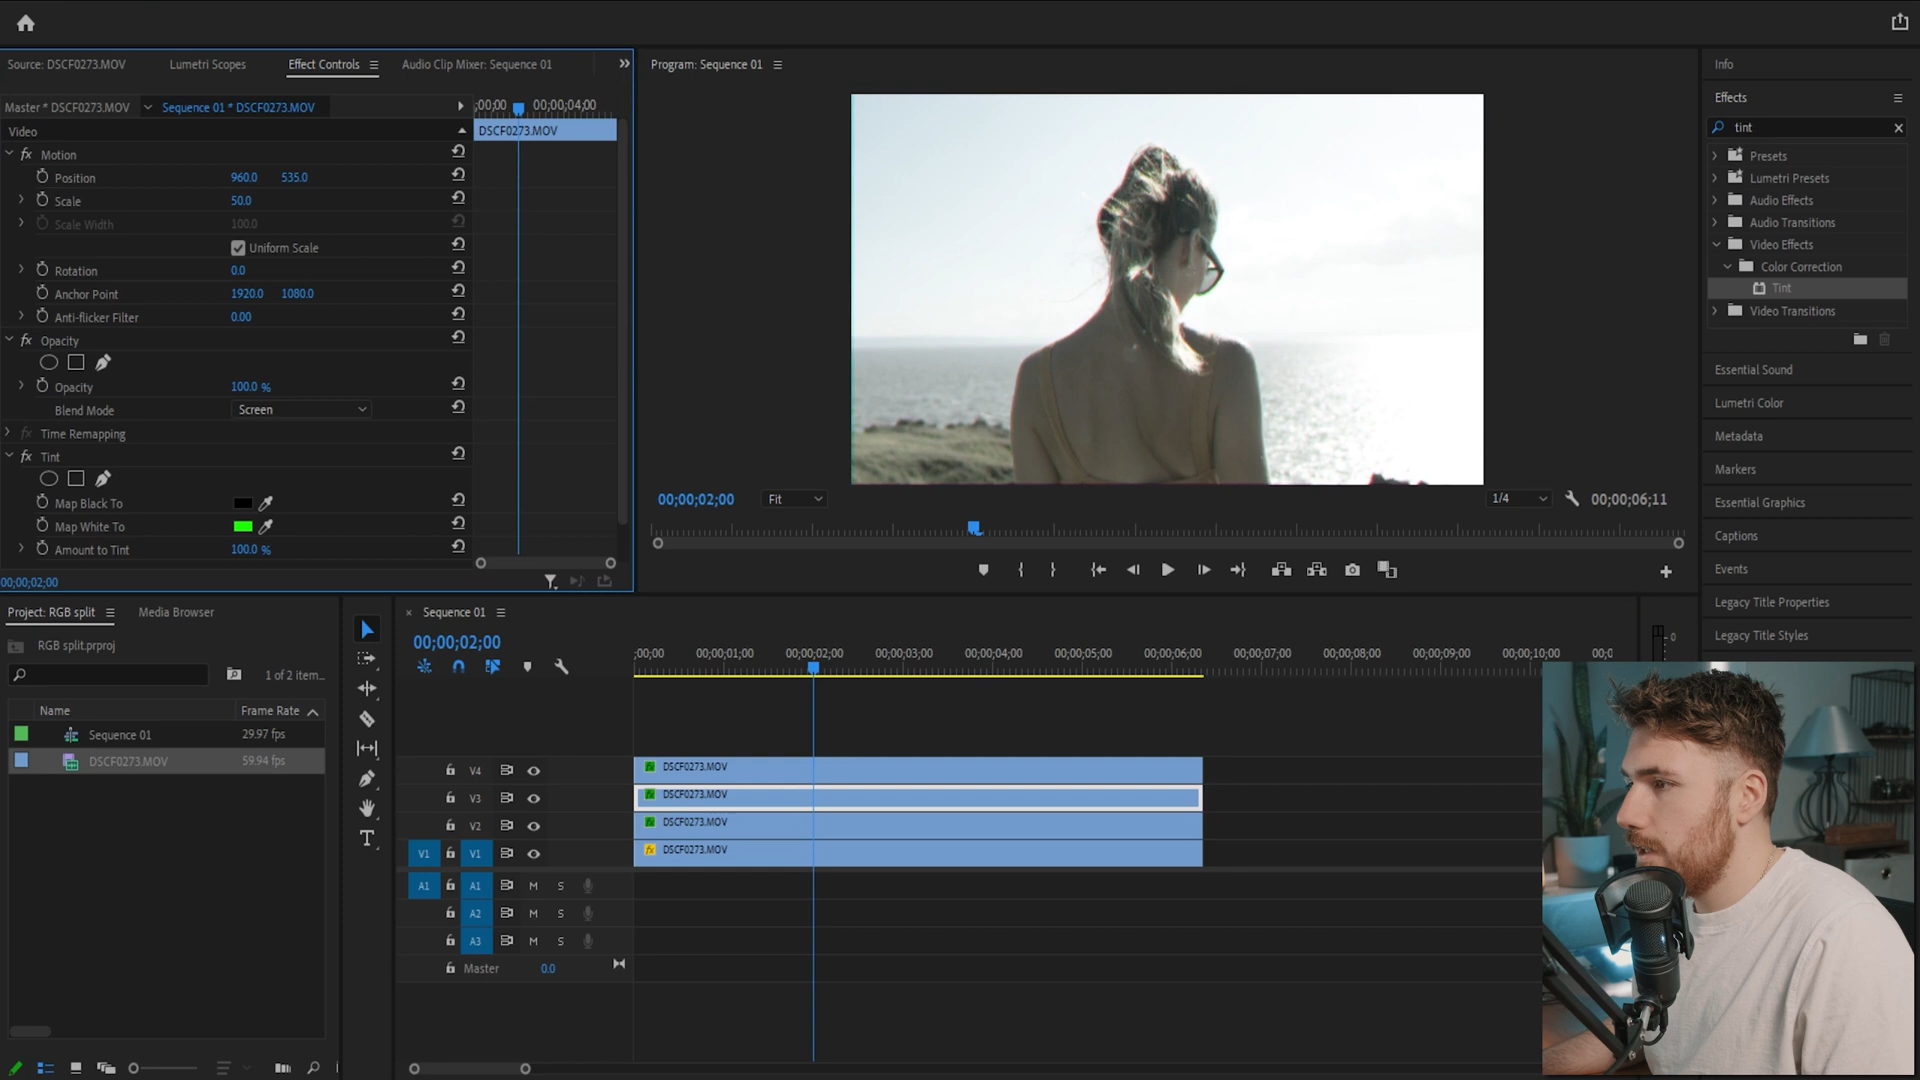 Source: DSCF0273.MOV
Lumetri Scopes
Effect Controls
Audio Clip Mixer: Sequence 01
Master * DSCF0273.MOV
Sequence 01 * DSCF0273.MOV
;00;00
00;00;04;00
Video
DSCF0273.MOV
fx Motion
Position 960.0 535.0
Scale 50.0
Scale Width 100.0
Uniform Scale
Rotation 0.0
Anchor Point 1920.0 1080.0
Anti-flicker Filter 0.00
fx Opacity
Opacity 100.0 %
Blend Mode Screen
fx Time Remapping
fx Tint
Map Black To
Map White To
Amount to Tint 100.0 %
00;00;02;00
Program: Sequence 01
00;00;02;00
Fit
1/4
00;00;06;11
Info
Effects
tint
Presets
Lumetri Presets
Audio Effects
Audio Transitions
Video Effects
Color Correction
Tint
Video Transitions
Essential Sound
Lumetri Color
Metadata
Markers
Essential Graphics
Captions
Events
Legacy Title Properties
Legacy Title Styles
Project: RGB split
Media Browser
RGB split.prproj
1 of 2 item...
Name
Frame Rate
Sequence 01
29.97 fps
DSCF0273.MOV
59.94 fps
Sequence 01
00;00;02;00
;00;00
00;00;01;00
00;00;02;00
00;00;03;00
00;00;04;00
00;00;05;00
00;00;06;00
00;00;07;00
00;00;08;00
00;00;09;00
00;00;10;00
00;0
V4
fx DSCF0273.MOV
V3
fx DSCF0273.MOV
V2
fx DSCF0273.MOV
V1
V1
fx DSCF0273.MOV
A1
A1
M
S
A2
M
S
A3
M
S
Master
0.0
0